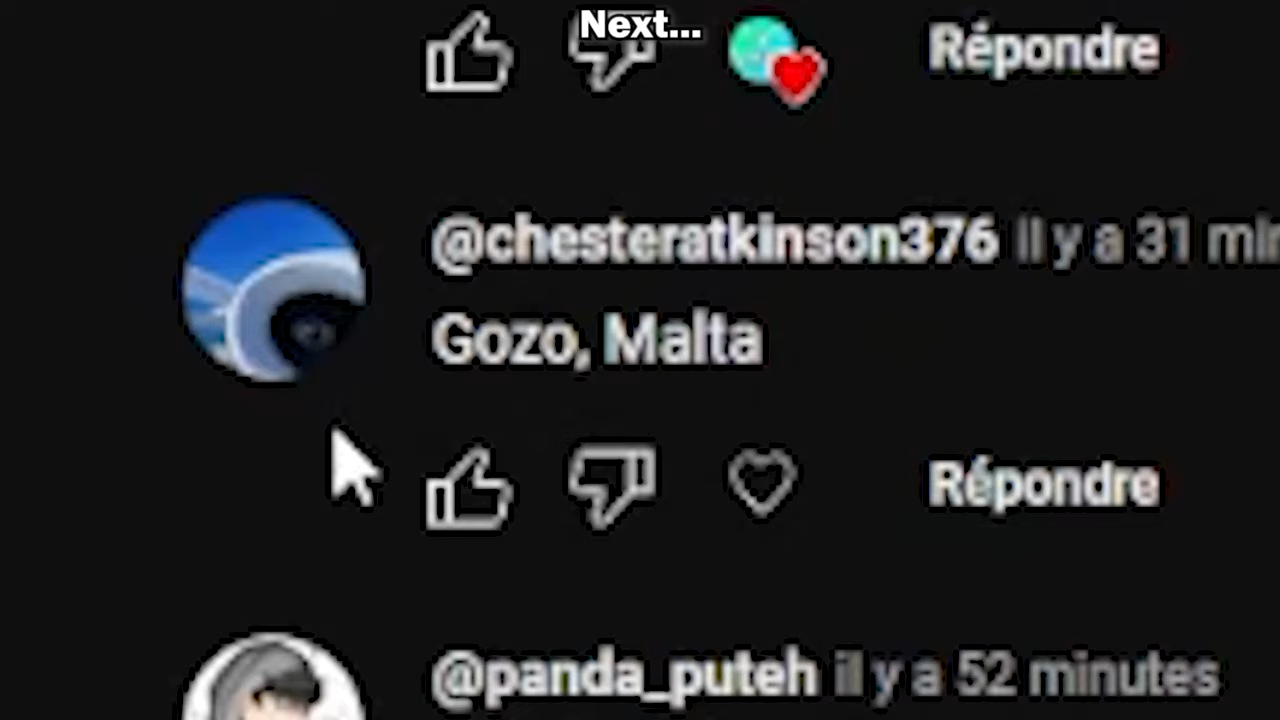 Next...
Répondre
@chesteratkinson376 il y a 31 min
Gozo, Malta
Répondre
@panda_puteh il y a 52 minutes